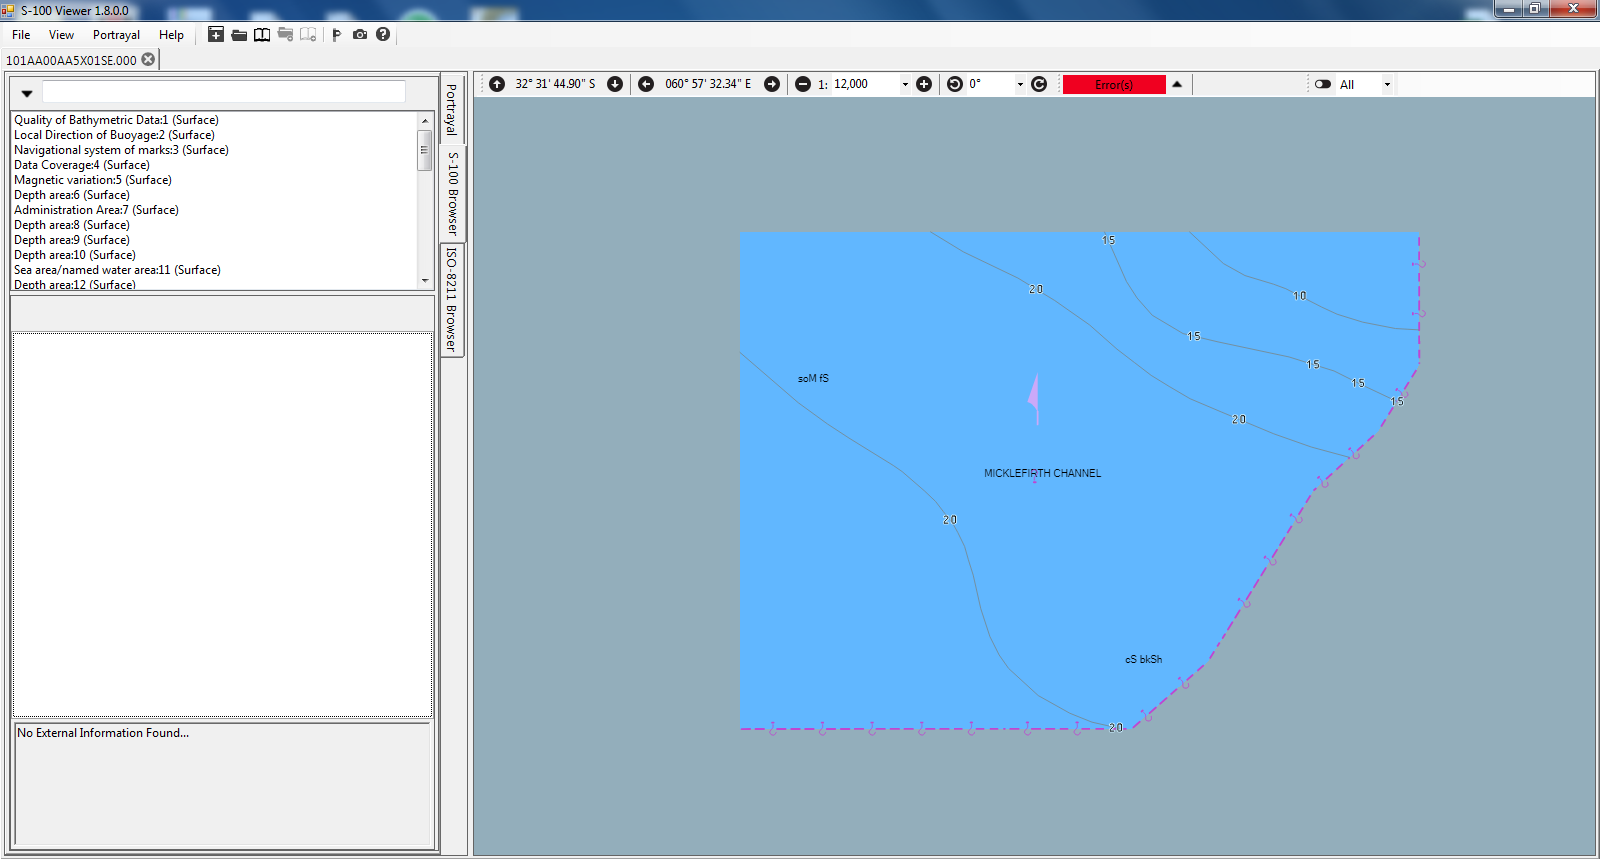 S-100 Viewer 1.8.0.0
File View Portrayal Help
101AA00AA5X01SE.000
32° 31' 44.90" S 060° 57' 32.34" E 1: 12,000 0° Error(s) All
Quality of Bathymetric Data:1 (Surface)
Local Direction of Buoyage:2 (Surface)
Navigational system of marks:3 (Surface)
Data Coverage:4 (Surface)
Magnetic variation:5 (Surface)
Depth area:6 (Surface)
Administration Area:7 (Surface)
Depth area:8 (Surface)
Depth area:9 (Surface)
Depth area:10 (Surface)
Sea area/named water area:11 (Surface)
Depth area:12 (Surface)
No External Information Found...
Portrayal
S-100 Browser
ISO-8211 Browser
15
20
10
15
15
soM fS
15
15
20
MICKLEFIRTH CHANNEL
20
cS bkSh
20